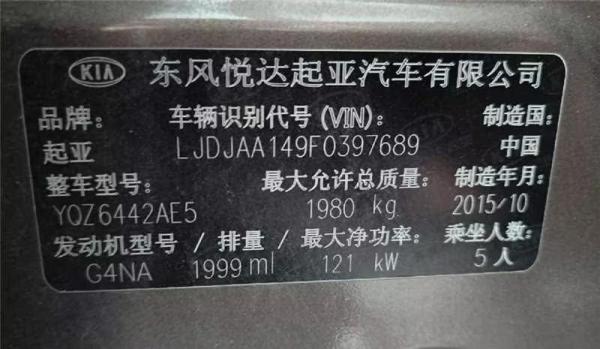 KIA 东风悦达起亚汽车有限公司
品牌: 车辆识别代号 (VIN): 制造国:
起亚 LJDJAA149F0397689 中国
整车型号: 最大允许总质量: 制造年月:
YQZ6442AE5 1980 kg 2015/10
发动机型号 / 排量 / 最大净功率: 乘坐人数:
G4NA 1999 ml 121 kW 5 人